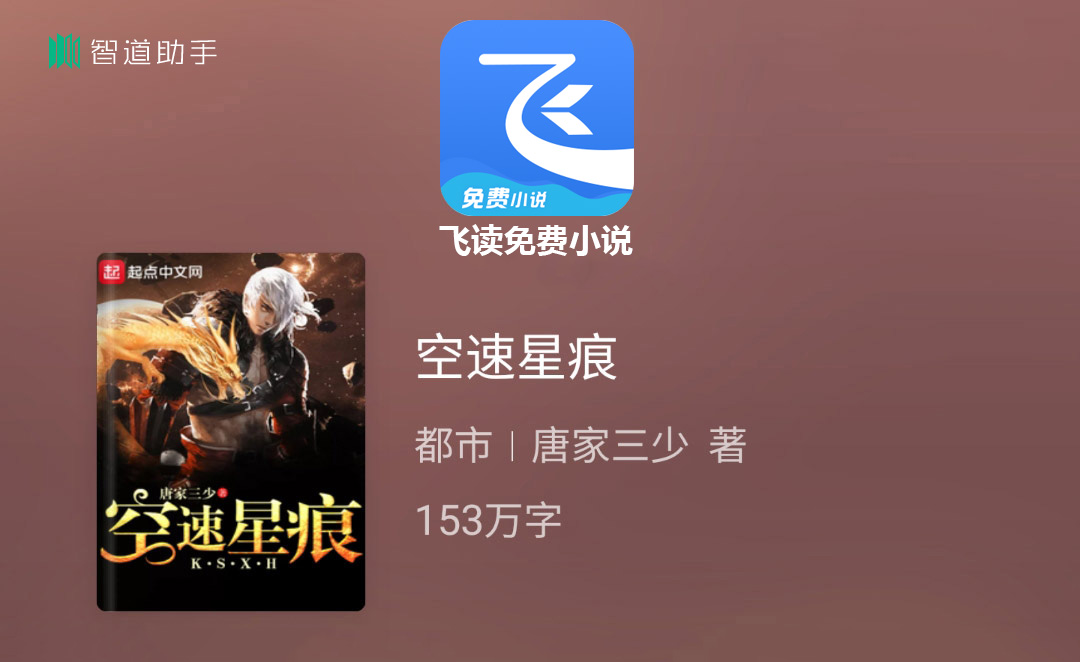 智道助手
免费小说
飞读免费小说
起 起点中文网
唐家三少 著
空速星痕
K·S·X·H
空速星痕
都市 | 唐家三少 著
153万字